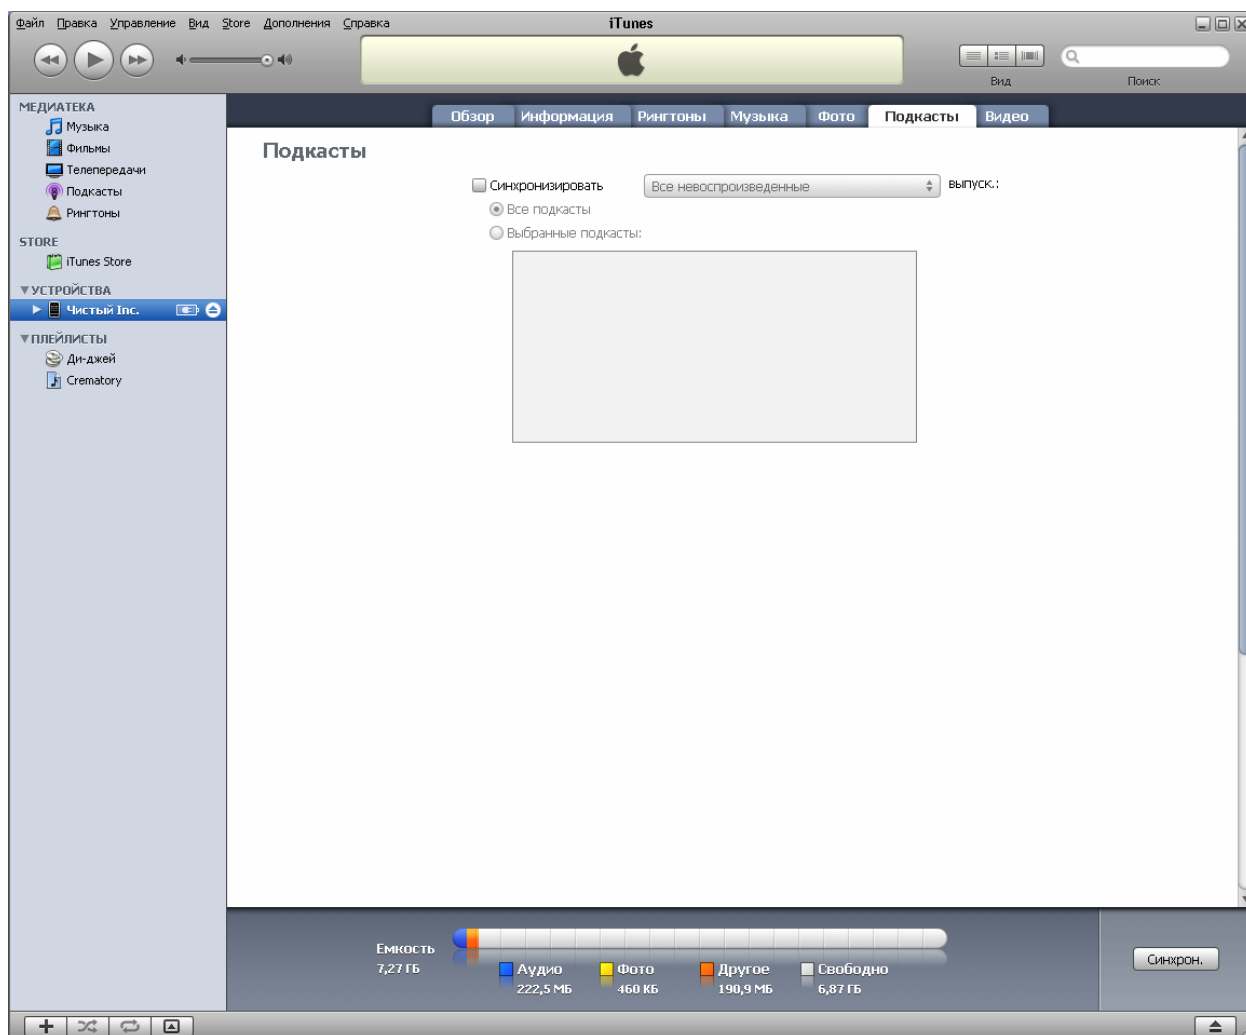 Файл Правка Управление Вид Store Дополнения Справка
iTunes
Вид
Поиск
МЕДИАТЕКА
Музыка
Фильмы
Телепередачи
Подкасты
Рингтоны
STORE
iTunes Store
УСТРОЙСТВА
Чистый Inc.
ПЛЕЙЛИСТЫ
Ди-джей
Crematory
Обзор Информация Рингтоны Музыка Фото Подкасты Видео
Подкасты
Синхронизировать Все невоспроизведенные выпуск.:
Все подкасты
Выбранные подкасты:
Емкость
7,27 ГБ
Аудио Фото Другое Свободно
222,5 МБ 460 КБ 190,9 МБ 6,87 ГБ
Синхрон.